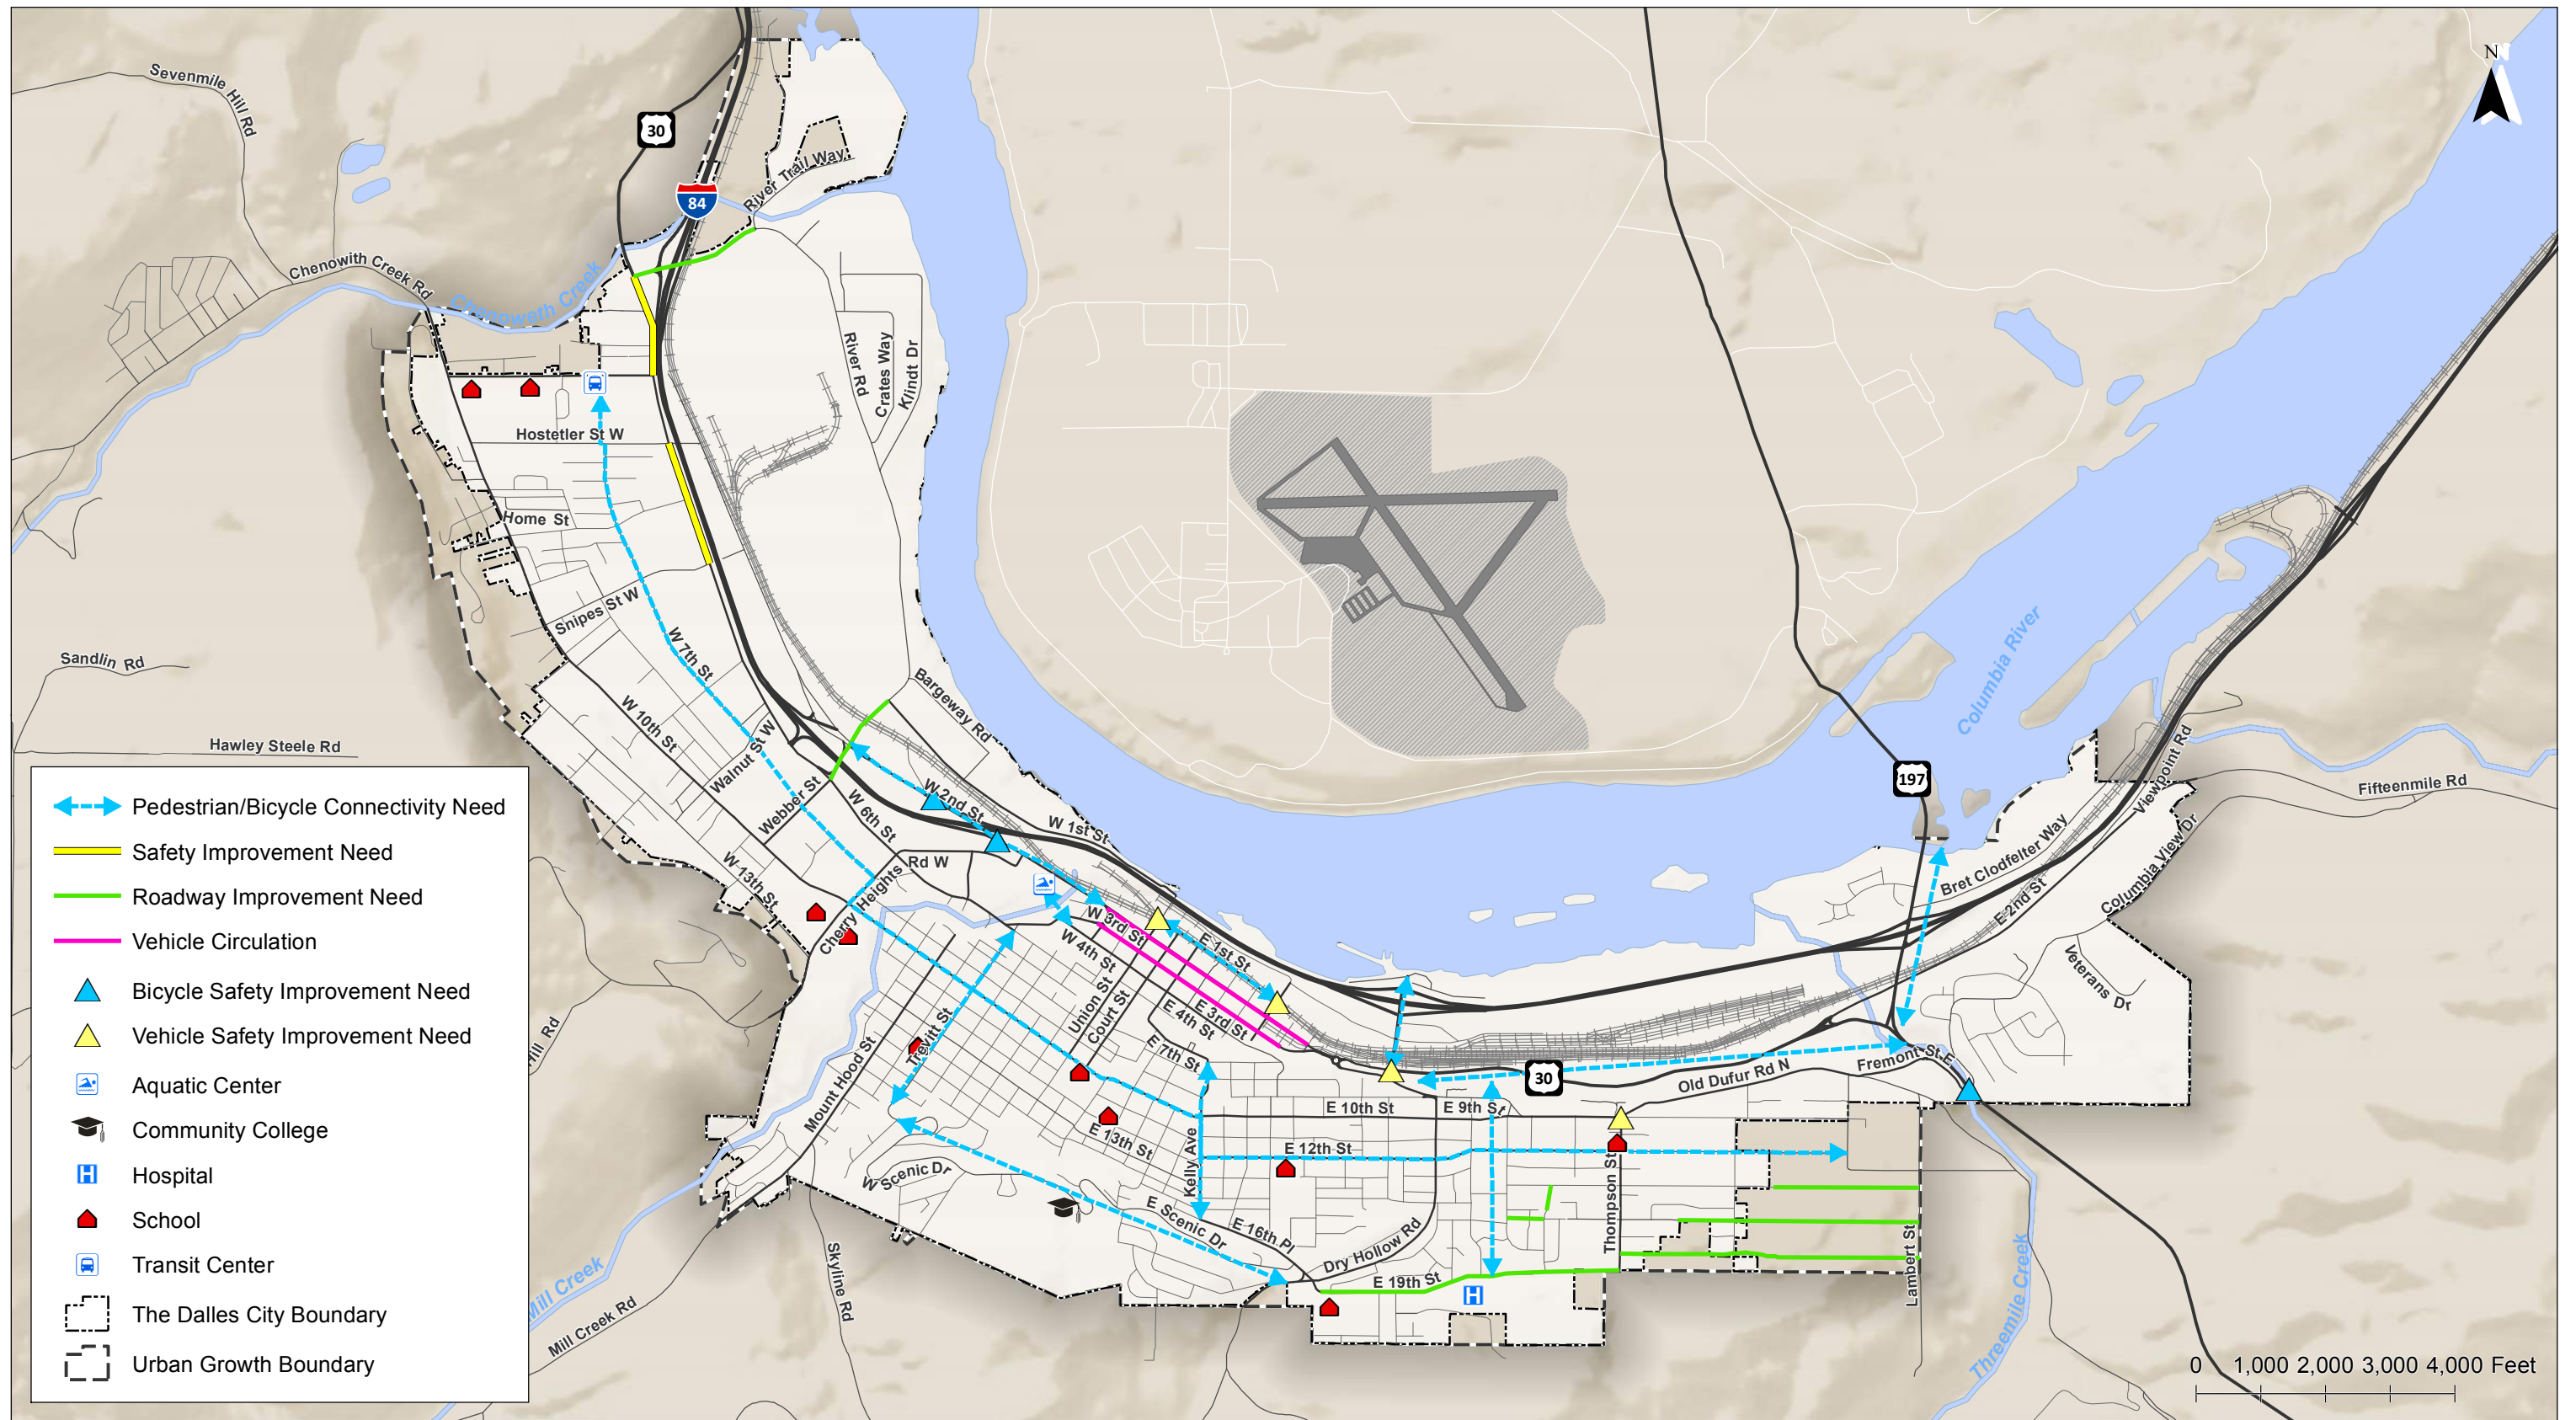 N
Sevenmile Hill Rd
30
84
River Trail Way
Chenowith Creek Rd
Chenoweth Creek
River Rd
Crates Way
Klindt Dr
Hostetler St W
Home St
Snipes St W
W 7th St
Sandlin Rd
Hawley Steele Rd
W 10th St
Walnut St W
Webber St
Bargeway Rd
W 2nd St
W 6th St
W 1st St
Rd W
Cherry Heights
W 13th St
W 3rd St
W 4th St
E 1st St
Union St
Court St
E 3rd St
E 4th St
E 7th St
Trevitt St
Mount Hood St
197
Columbia River
Bret Clodfelter Way
E 2nd St
Viewpoint Rd
Columbia View Dr
Fifteenmile Rd
Veterans Dr
30
Old Dufur Rd N
Fremont St E
E 10th St
E 9th St
E 12th St
E 13th St
Kelly Ave
W Scenic Dr
E Scenic Dr
E 16th Pl
Dry Hollow Rd
E 19th St
Thompson St
Lambert St
Threemile Creek
Skyline Rd
Mill Creek Rd
Mill Creek
Hill Rd
Pedestrian/Bicycle Connectivity Need
Safety Improvement Need
Roadway Improvement Need
Vehicle Circulation
Bicycle Safety Improvement Need
Vehicle Safety Improvement Need
Aquatic Center
Community College
H Hospital
School
Transit Center
The Dalles City Boundary
Urban Growth Boundary
H
0 1,000 2,000 3,000 4,000 Feet